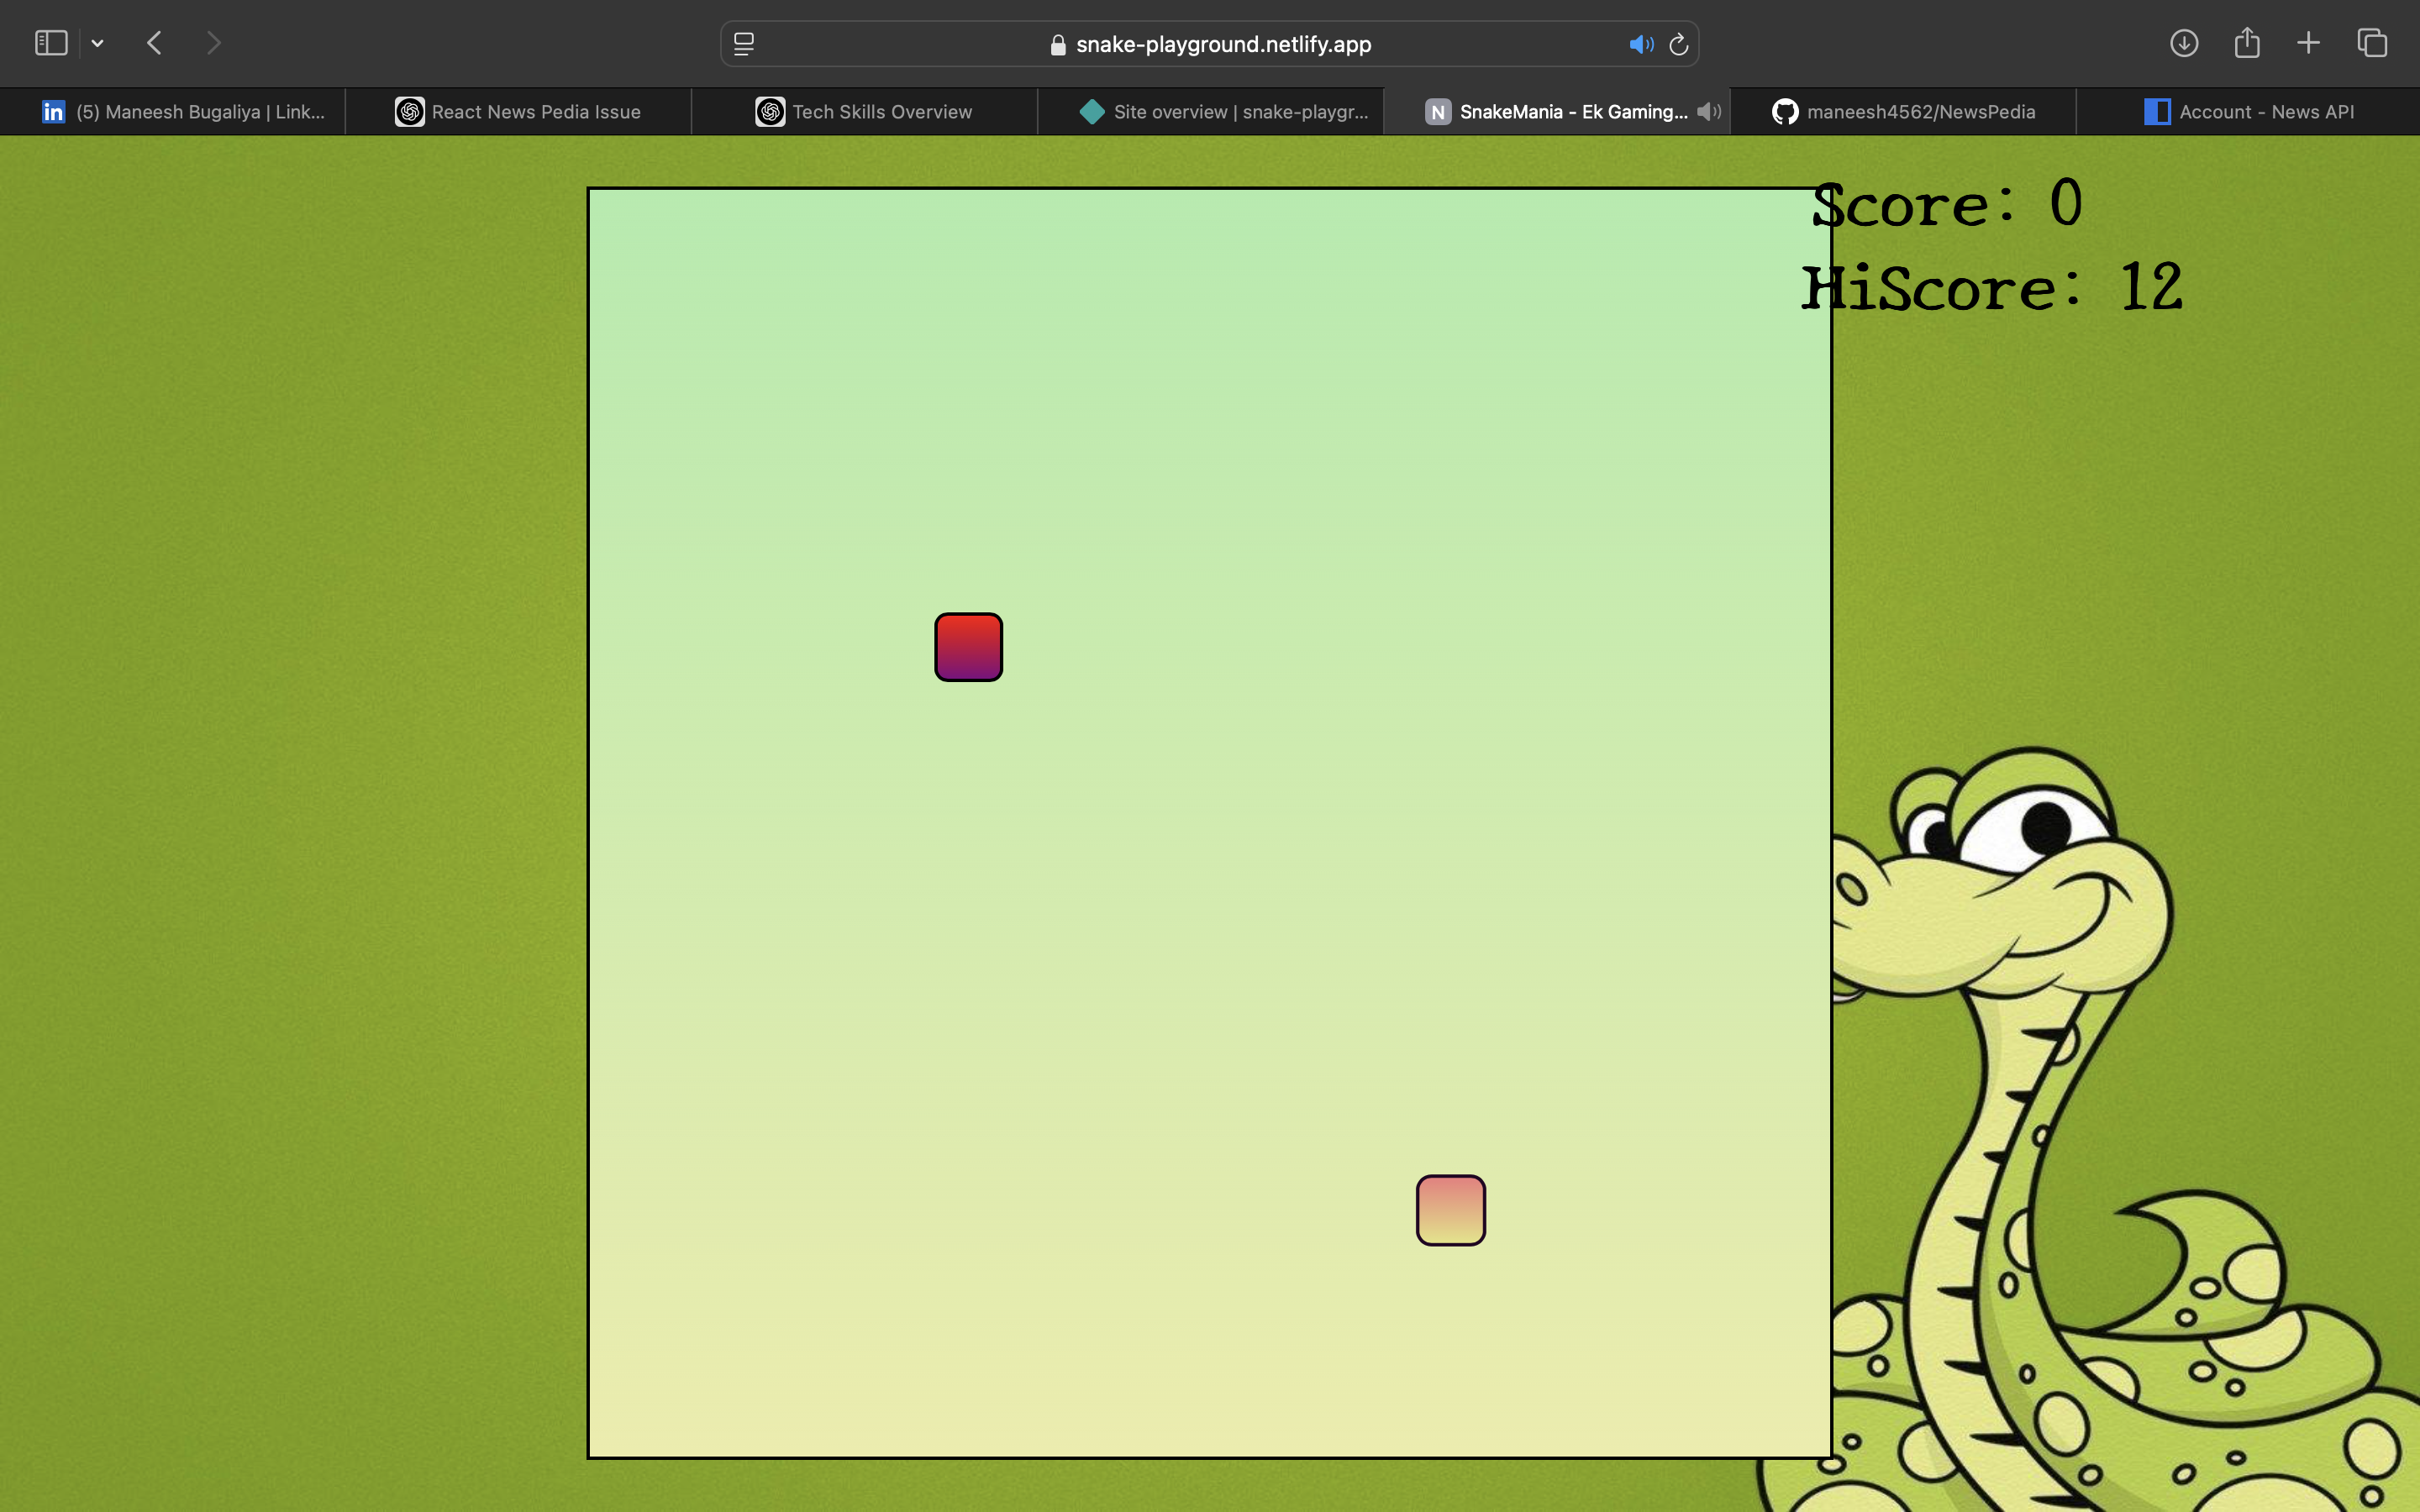 snake-playground.netlify.app
in (5) Maneesh Bugaliya | Link...
React News Pedia Issue
Tech Skills Overview
Site overview | snake-playgr...
N SnakeMania - Ek Gaming...
maneesh4562/NewsPedia
Account - News API
Score: 0
HiScore: 12